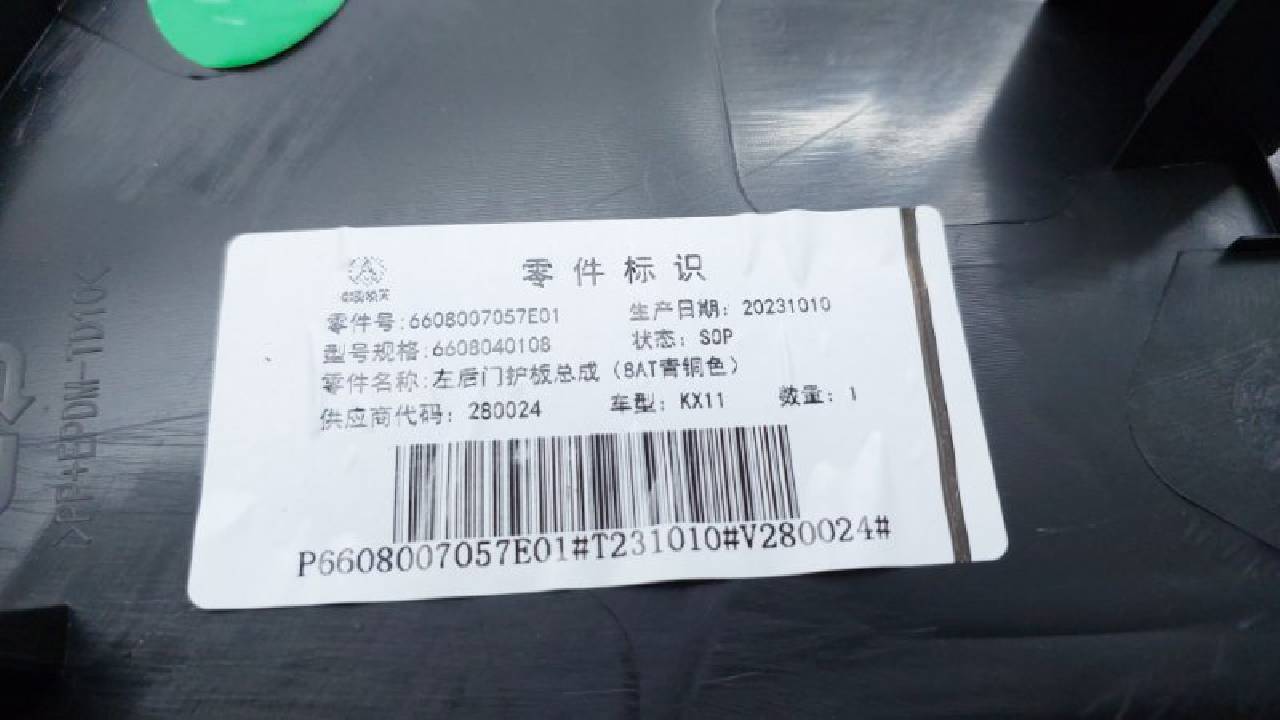 零件标识
零件号:6608007057E01 生产日期: 20231010
型号规格:6608040108 状态: SOP
零件名称:左后门护板总成 (8AT青铜色)
供应商代码: 280024 车型: KX11 数量: 1
P6608007057E01#T231010#V280024#
>PP+EPDM-TD10<